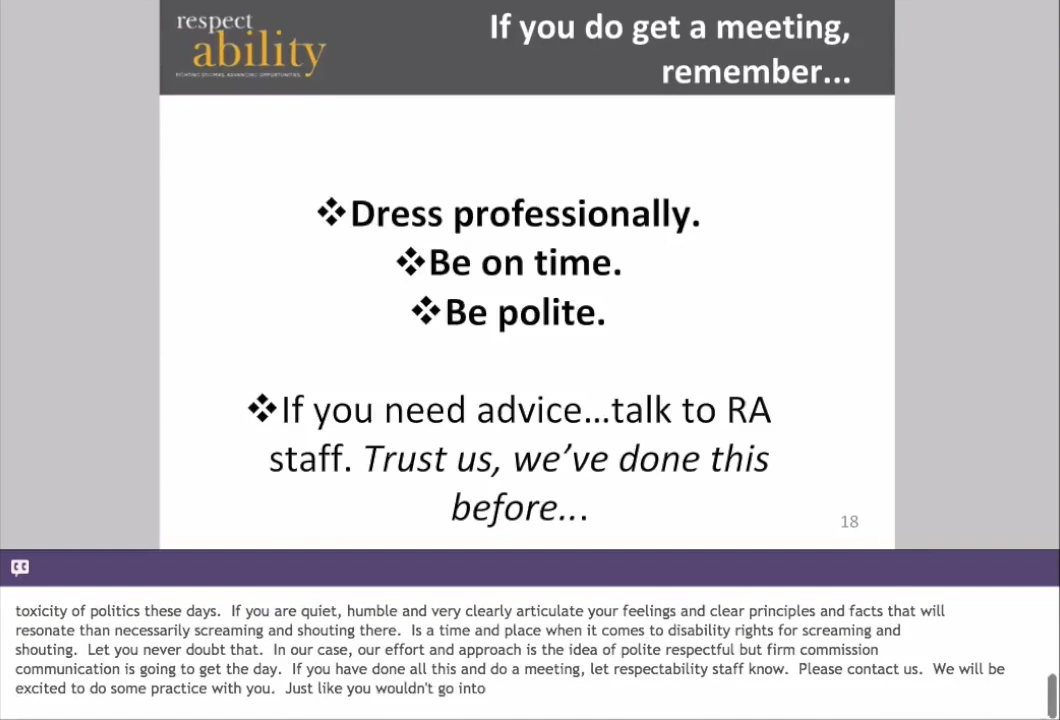 respect
ability
FIGHTING STIGMAS. ADVANCING OPPORTUNITIES.
If you do get a meeting,
remember...
❖Dress professionally.
❖Be on time.
❖Be polite.
❖If you need advice...talk to RA
staff. Trust us, we've done this
before...
18
toxicity of politics these days.  If you are quiet, humble and very clearly articulate your feelings and clear principles and facts that will
resonate than necessarily screaming and shouting there.  Is a time and place when it comes to disability rights for screaming and
shouting.  Let you never doubt that.  In our case, our effort and approach is the idea of polite respectful but firm commission
communication is going to get the day.  If you have done all this and do a meeting, let respectability staff know.  Please contact us.  We will be
excited to do some practice with you.  Just like you wouldn't go into